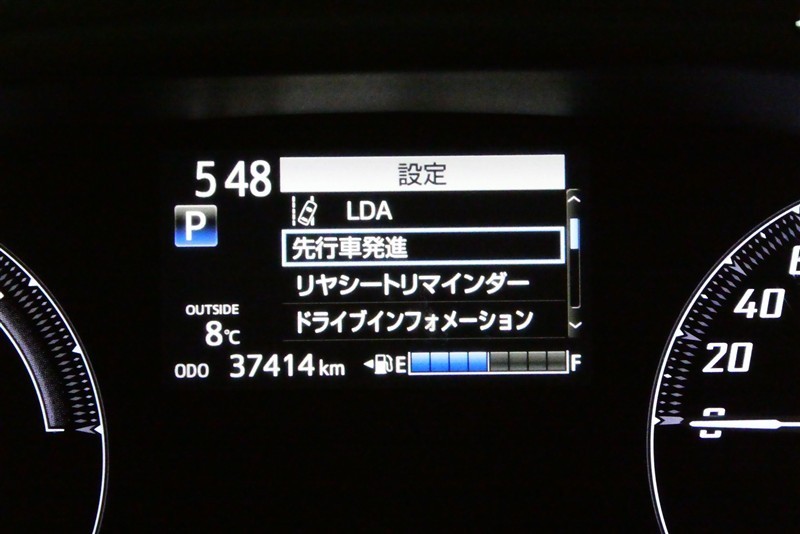 5 48
設定
P
LDA
先行車発進
リヤシートリマインダー
ドライブインフォメーション
OUTSIDE
8℃
ODO 37414 km
E F
40
20
0